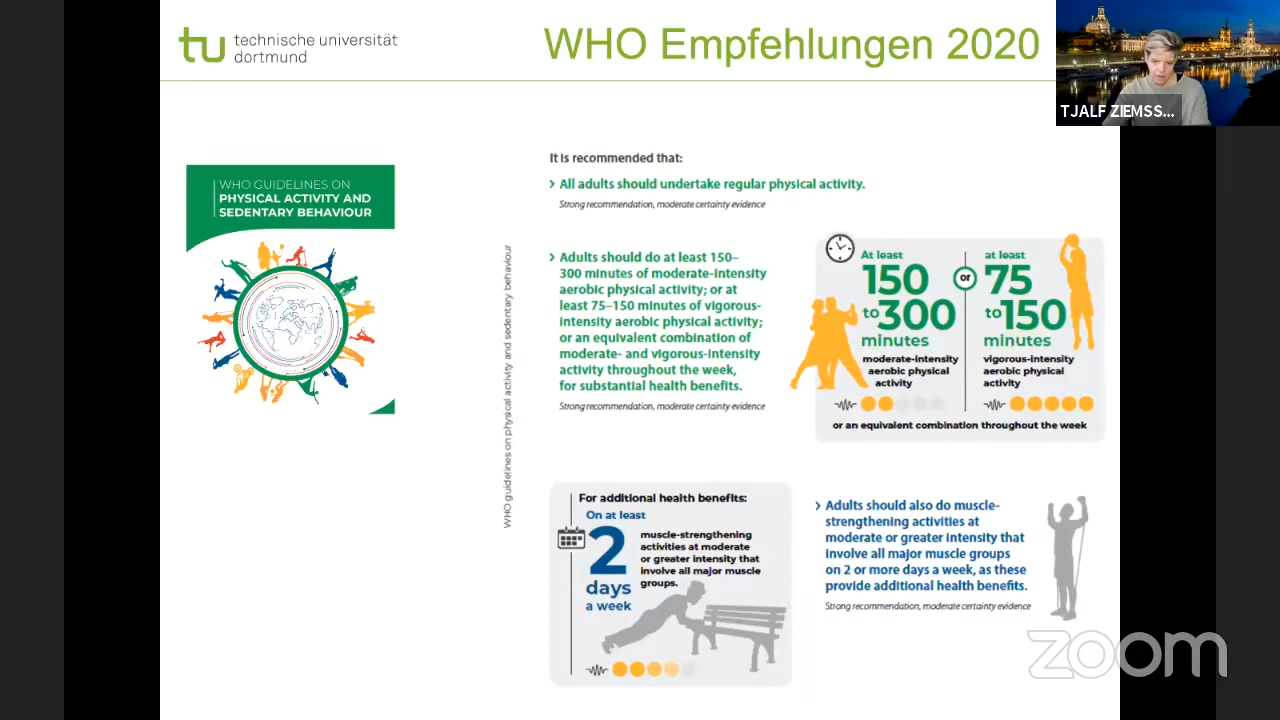 technische universität
dortmund
WHO Empfehlungen 2020
TJALF ZIEMSS...
WHO GUIDELINES ON
PHYSICAL ACTIVITY AND
SEDENTARY BEHAVIOUR
WHO guidelines on physical activity and sedentary behaviour
It is recommended that:
> All adults should undertake regular physical activity.
Strong recommendation, moderate certainty evidence
> Adults should do at least 150–
300 minutes of moderate-intensity
aerobic physical activity; or at
least 75–150 minutes of vigorous-
intensity aerobic physical activity;
or an equivalent combination of
moderate- and vigorous-intensity
activity throughout the week,
for substantial health benefits.
Strong recommendation, moderate certainty evidence
At least
150
to 300
minutes
moderate-intensity
aerobic physical
activity
or
at least
75
to 150
minutes
vigorous-intensity
aerobic physical
activity
or an equivalent combination throughout the week
For additional health benefits:
On at least
2
days
a week
muscle-strengthening
activities at moderate
or greater intensity that
involve all major muscle
groups.
> Adults should also do muscle-
strengthening activities at
moderate or greater intensity that
involve all major muscle groups
on 2 or more days a week, as these
provide additional health benefits.
Strong recommendation, moderate certainty evidence
zoom